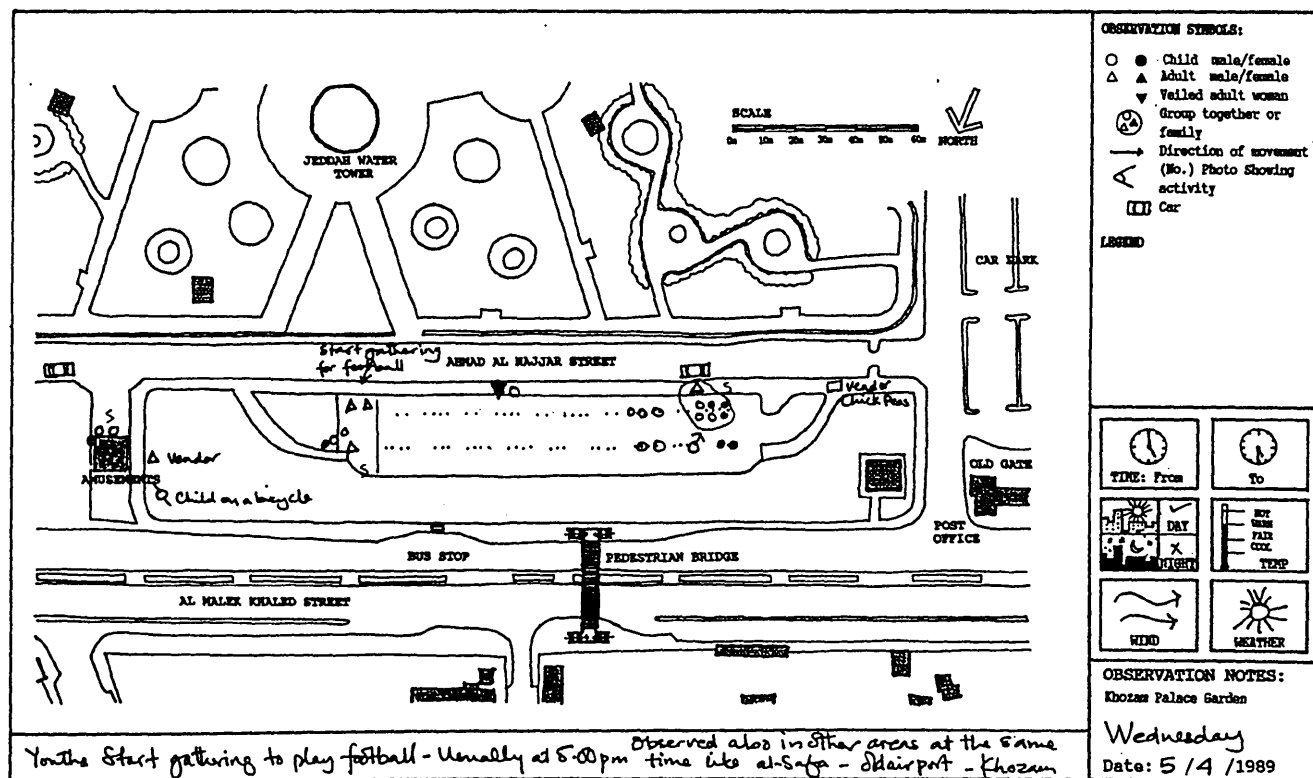 JEDDAH WATER
TOWER
SCALE
0m 10m 20m 30m 40m 50m 60m
NORTH
CAR PARK
Start gathering
for football
AHMAD AL NAJJAR STREET
S
Vendor
Chick Peas
S
Vendor
AMUSEMENTS
Child on a bicycle
S
OLD GATE
POST
OFFICE
BUS STOP
PEDESTRIAN BRIDGE
AL MALEK KHALED STREET
OBSERVATION SYMBOLS:
Child male/female
Adult male/female
Veiled adult woman
Group together or
family
Direction of movement
(No.) Photo Showing
activity
Car
LEGEND
TIME: From
To
DAY
NIGHT
HOT
WARM
FAIR
COOL
TEMP
WIND
WEATHER
OBSERVATION NOTES:
Khozam Palace Garden
Wednesday
Date: 5/4/1989
Youths Start gathering to play football - Usually at 5.00pm
Observed also in other areas at the same
time like al-Safa - Oldairport - Khozam